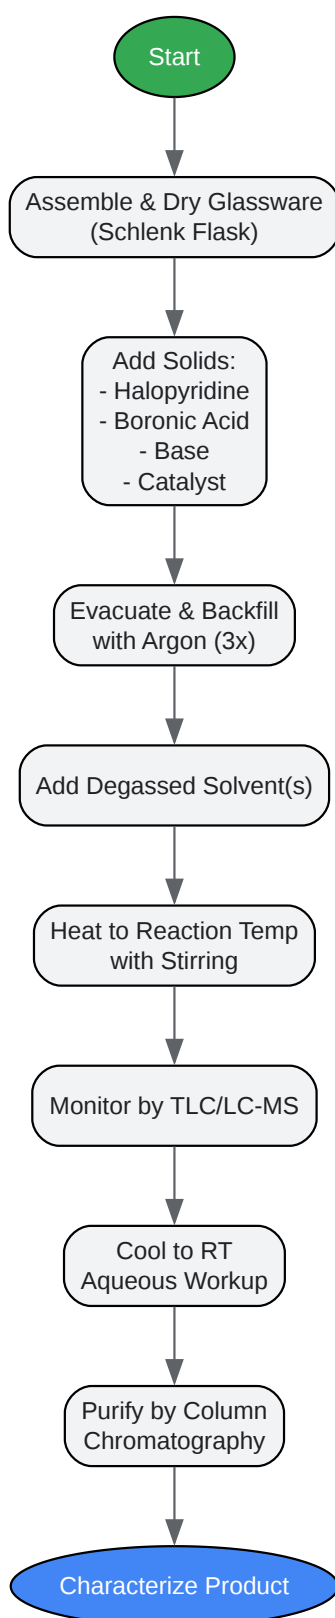 Start
Assemble & Dry Glassware
(Schlenk Flask)
Add Solids:
- Halopyridine
- Boronic Acid
- Base
- Catalyst
Evacuate & Backfill
with Argon (3x)
Add Degassed Solvent(s)
Heat to Reaction Temp
with Stirring
Monitor by TLC/LC-MS
Cool to RT
Aqueous Workup
Purify by Column
Chromatography
Characterize Product